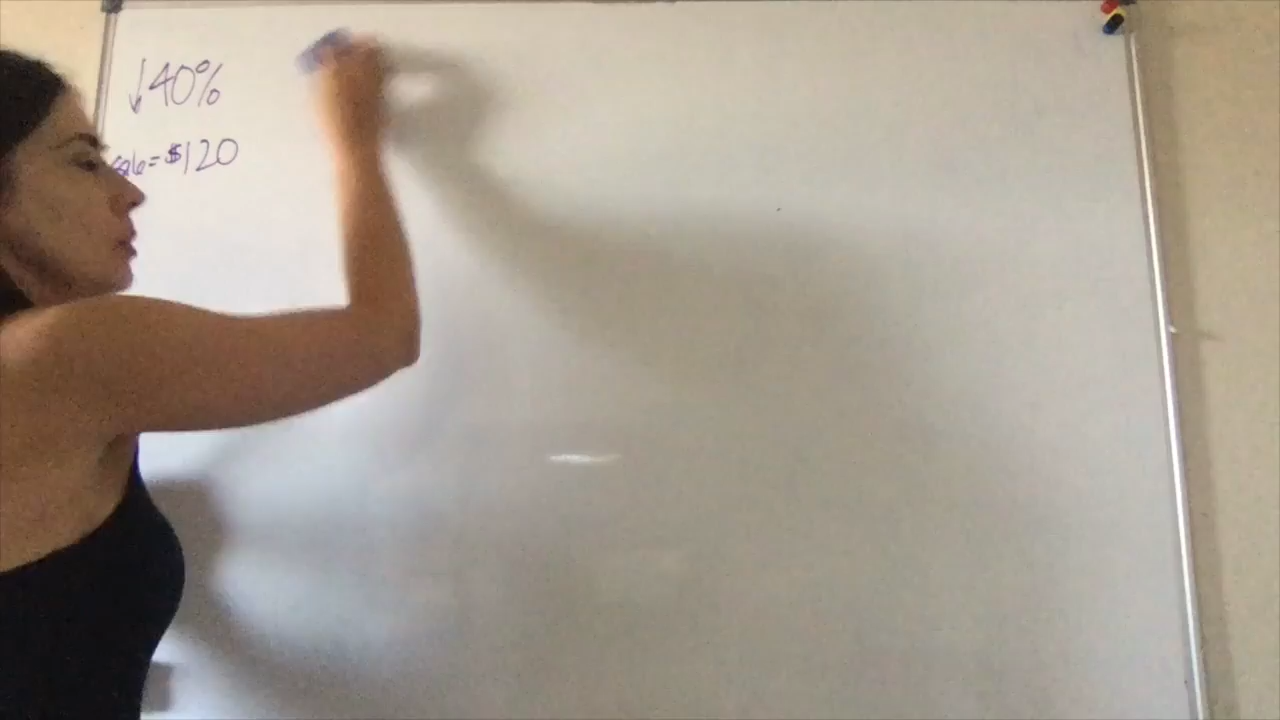 ↓40%
sale = $120